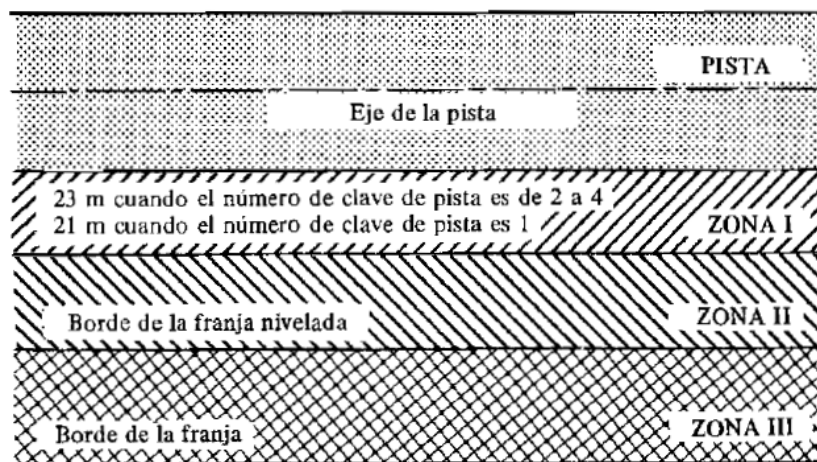 PISTA
Eje de la pista
23 m cuando el número de clave de pista es de 2 a 4
21 m cuando el número de clave de pista es 1
ZONA I
Borde de la franja nivelada
ZONA II
Borde de la franja
ZONA III